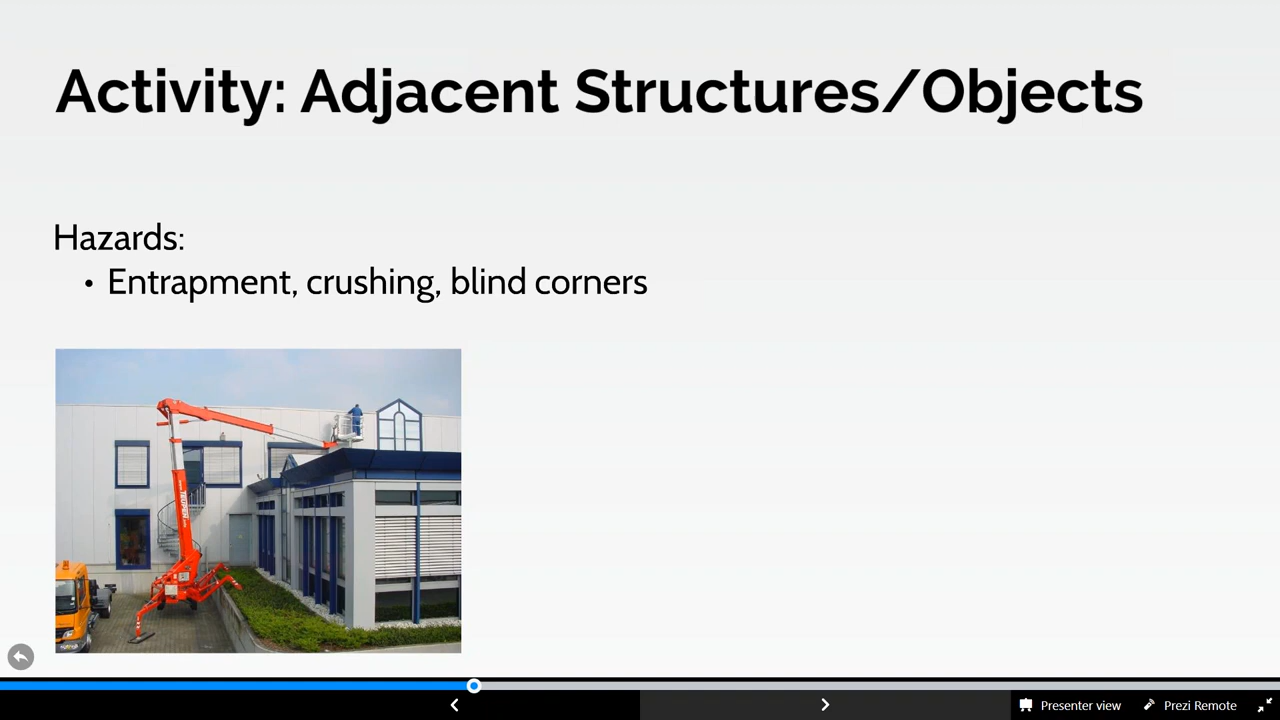 Activity: Adjacent Structures/Objects
Hazards:
• Entrapment, crushing, blind corners
Presenter view
Prezi Remote